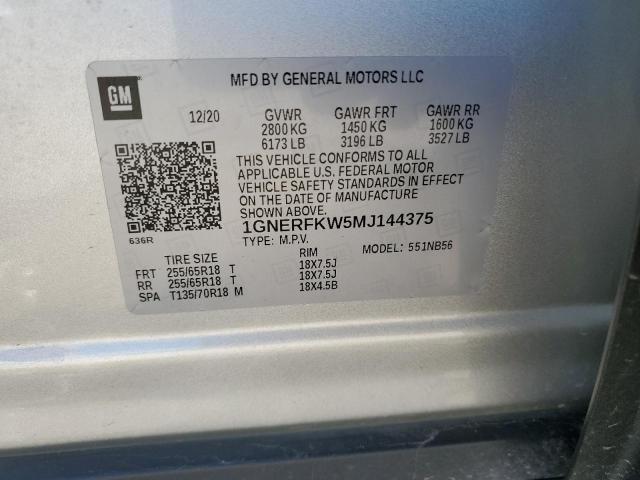 GM
MFD BY GENERAL MOTORS LLC
12/20 GVWR GAWR FRT GAWR RR
2800 KG 1450 KG 1600 KG
6173 LB 3196 LB 3527 LB
THIS VEHICLE CONFORMS TO ALL
APPLICABLE U.S. FEDERAL MOTOR
VEHICLE SAFETY STANDARDS IN EFFECT
ON THE DATE OF MANUFACTURE
SHOWN ABOVE.
636R
1GNERFKW5MJ144375
TYPE: M.P.V. MODEL: 551NB56
TIRE SIZE RIM
FRT 255/65R18 T 18X7.5J
RR 255/65R18 T 18X7.5J
SPA T135/70R18 M 18X4.5B